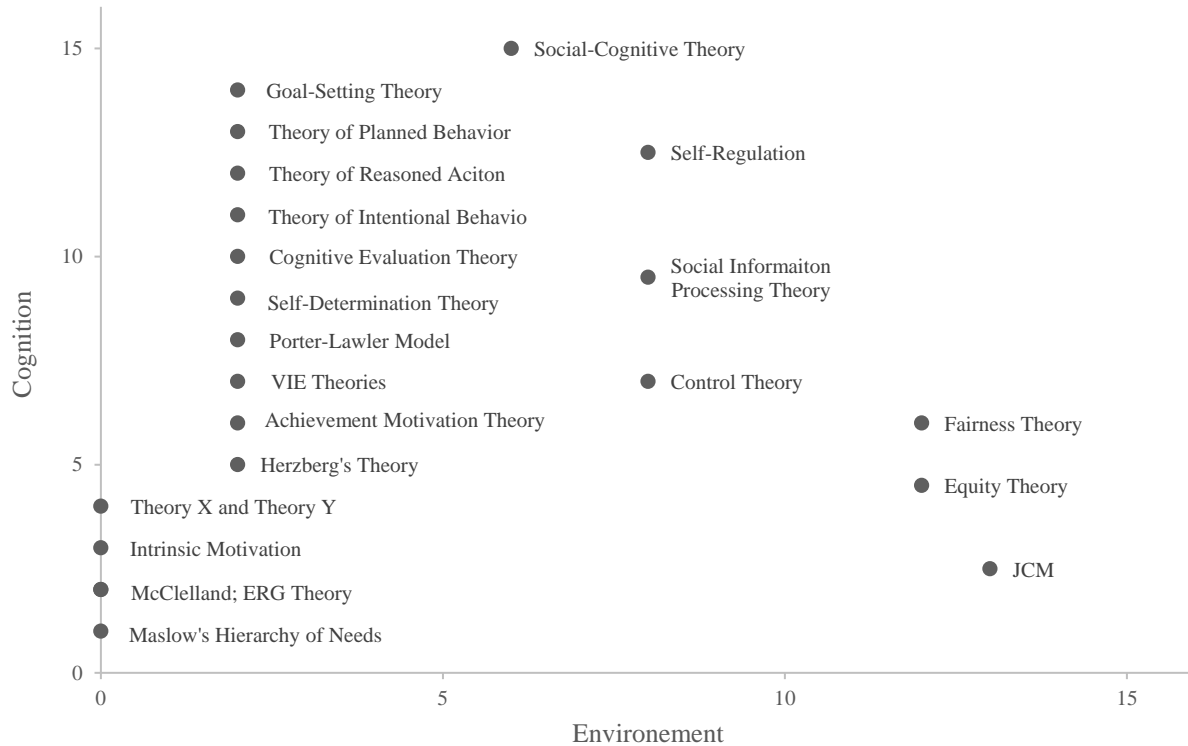 15
Social-Cognitive Theory
Goal-Setting Theory
Theory of Planned Behavior
Self-Regulation
Theory of Reasoned Aciton
Theory of Intentional Behavio
10
Cognitive Evaluation Theory
Social Informaiton
Processing Theory
Self-Determination Theory
Porter-Lawler Model
Cognition
VIE Theories
Control Theory
Achievement Motivation Theory
Fairness Theory
5
Herzberg's Theory
Equity Theory
Theory X and Theory Y
Intrinsic Motivation
JCM
McClelland; ERG Theory
Maslow's Hierarchy of Needs
0
0 5 10 15
Environement